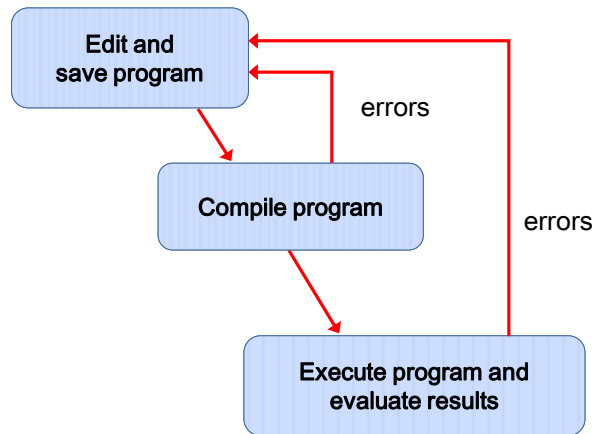 Edit and
save program
errors
Compile program
errors
Execute program and
evaluate results